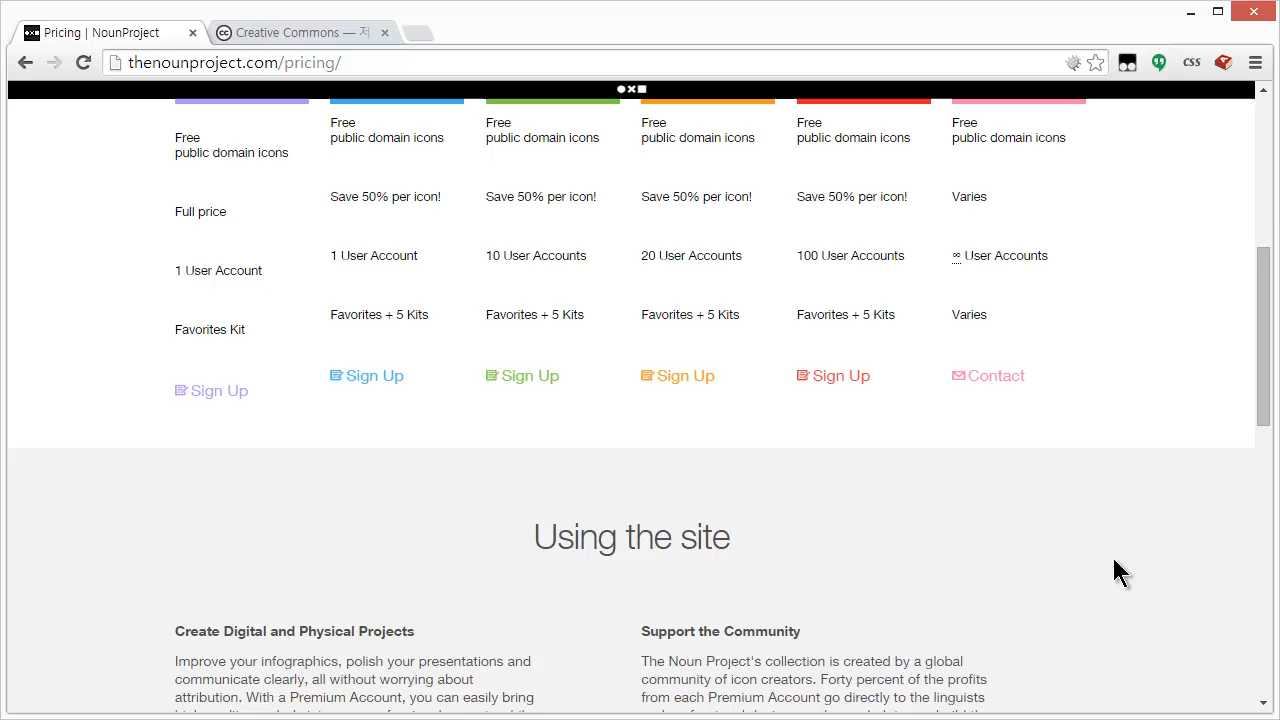 Pricing | NounProject
Creative Commons — 저
thenounproject.com/pricing/
css
Free
public domain icons
Full price
1 User Account
Favorites Kit
Sign Up
Free
public domain icons
Save 50% per icon!
1 User Account
Favorites + 5 Kits
Sign Up
Free
public domain icons
Save 50% per icon!
10 User Accounts
Favorites + 5 Kits
Sign Up
Free
public domain icons
Save 50% per icon!
20 User Accounts
Favorites + 5 Kits
Sign Up
Free
public domain icons
Save 50% per icon!
100 User Accounts
Favorites + 5 Kits
Sign Up
Free
public domain icons
Varies
∞ User Accounts
Varies
Contact
Using the site
Create Digital and Physical Projects
Improve your infographics, polish your presentations and
communicate clearly, all without worrying about
attribution. With a Premium Account, you can easily bring
Support the Community
The Noun Project's collection is created by a global
community of icon creators. Forty percent of the profits
from each Premium Account go directly to the linguists